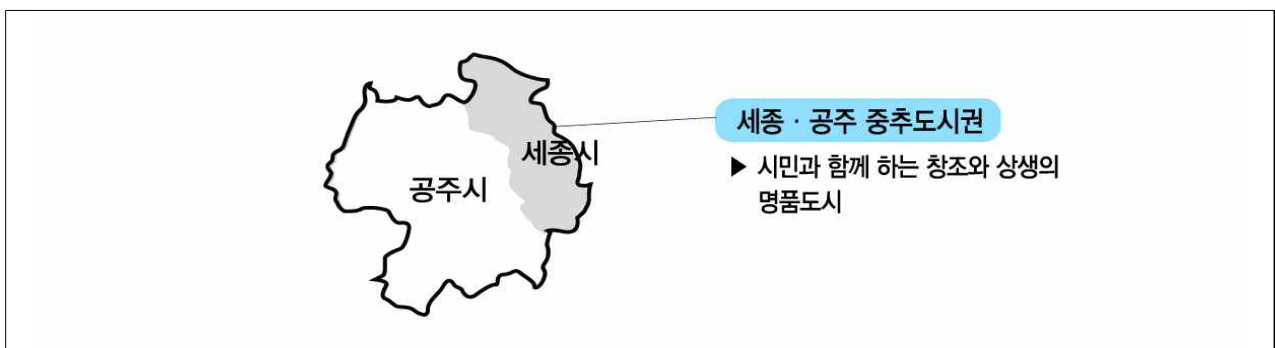 세종 · 공주 중추도시권
세종시
▶ 시민과 함께 하는 창조와 상생의
명품도시
공주시